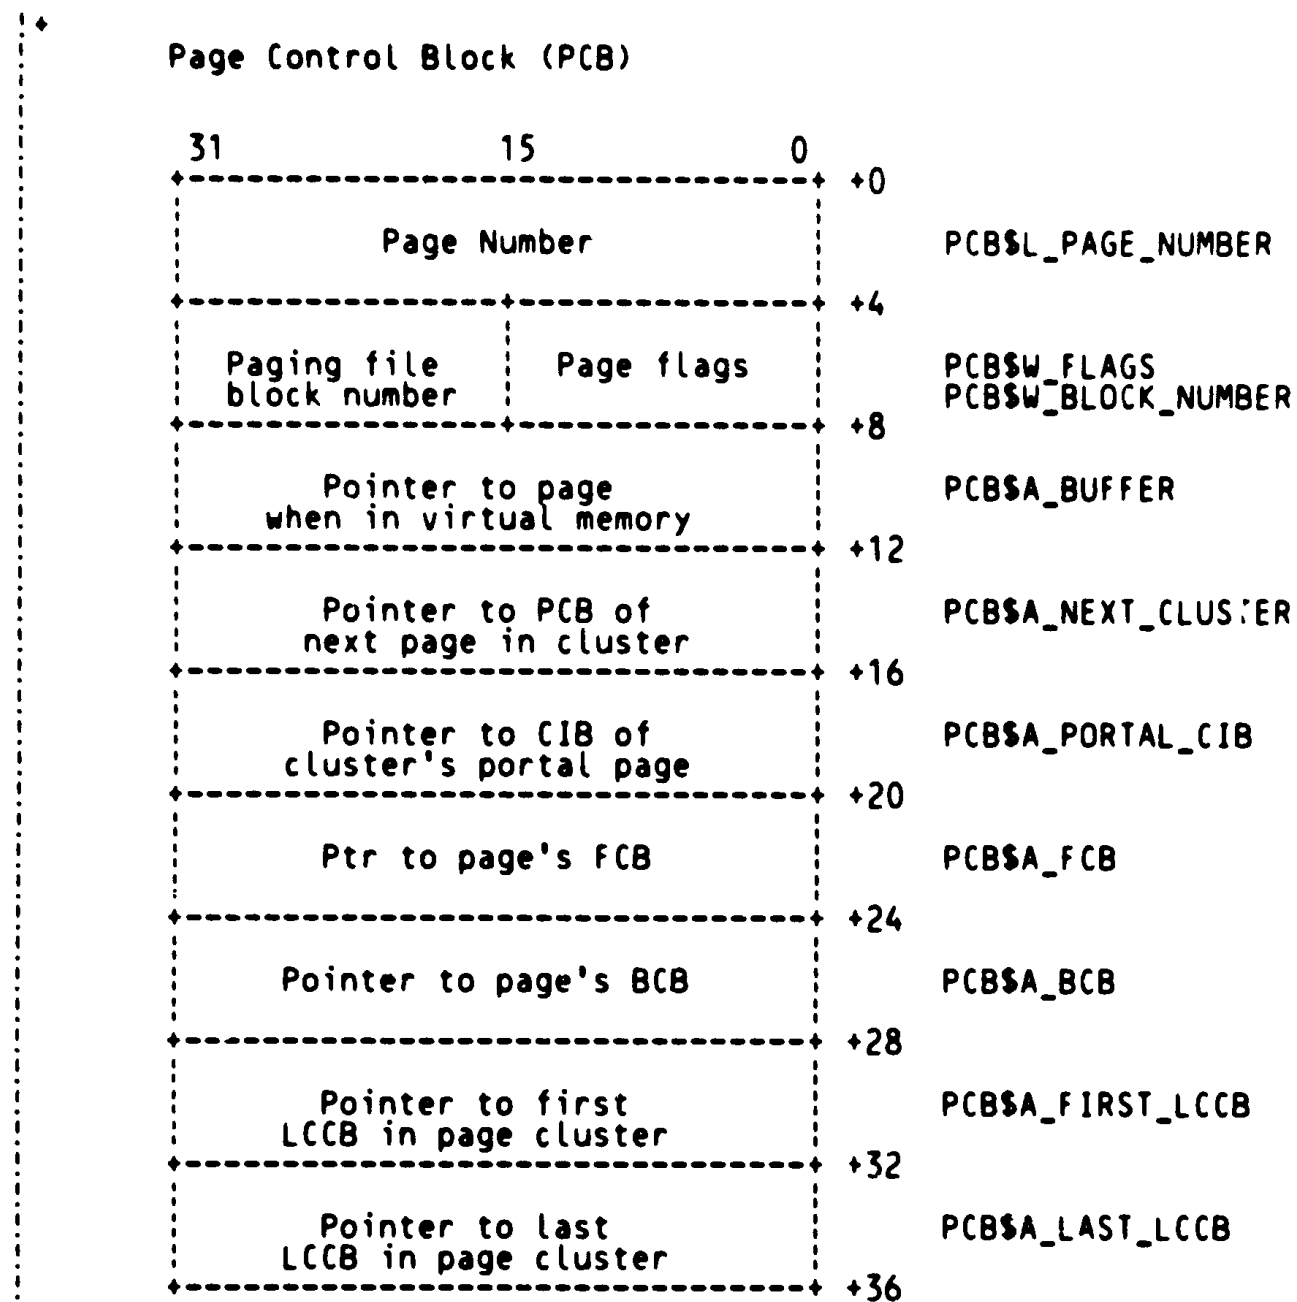 Page Control Block (PCB)
31 15 0
+0
Page Number PCB$L_PAGE_NUMBER
+4
Paging file Page flags PCB$W_FLAGS
block number PCB$W_BLOCK_NUMBER
+8
Pointer to page PCB$A_BUFFER
when in virtual memory
+12
Pointer to PCB of PCB$A_NEXT_CLUSTER
next page in cluster
+16
Pointer to CIB of PCB$A_PORTAL_CIB
cluster's portal page
+20
Ptr to page's FCB PCB$A_FCB
+24
Pointer to page's BCB PCB$A_BCB
+28
Pointer to first PCB$A_FIRST_LCCB
LCCB in page cluster
+32
Pointer to last PCB$A_LAST_LCCB
LCCB in page cluster
+36